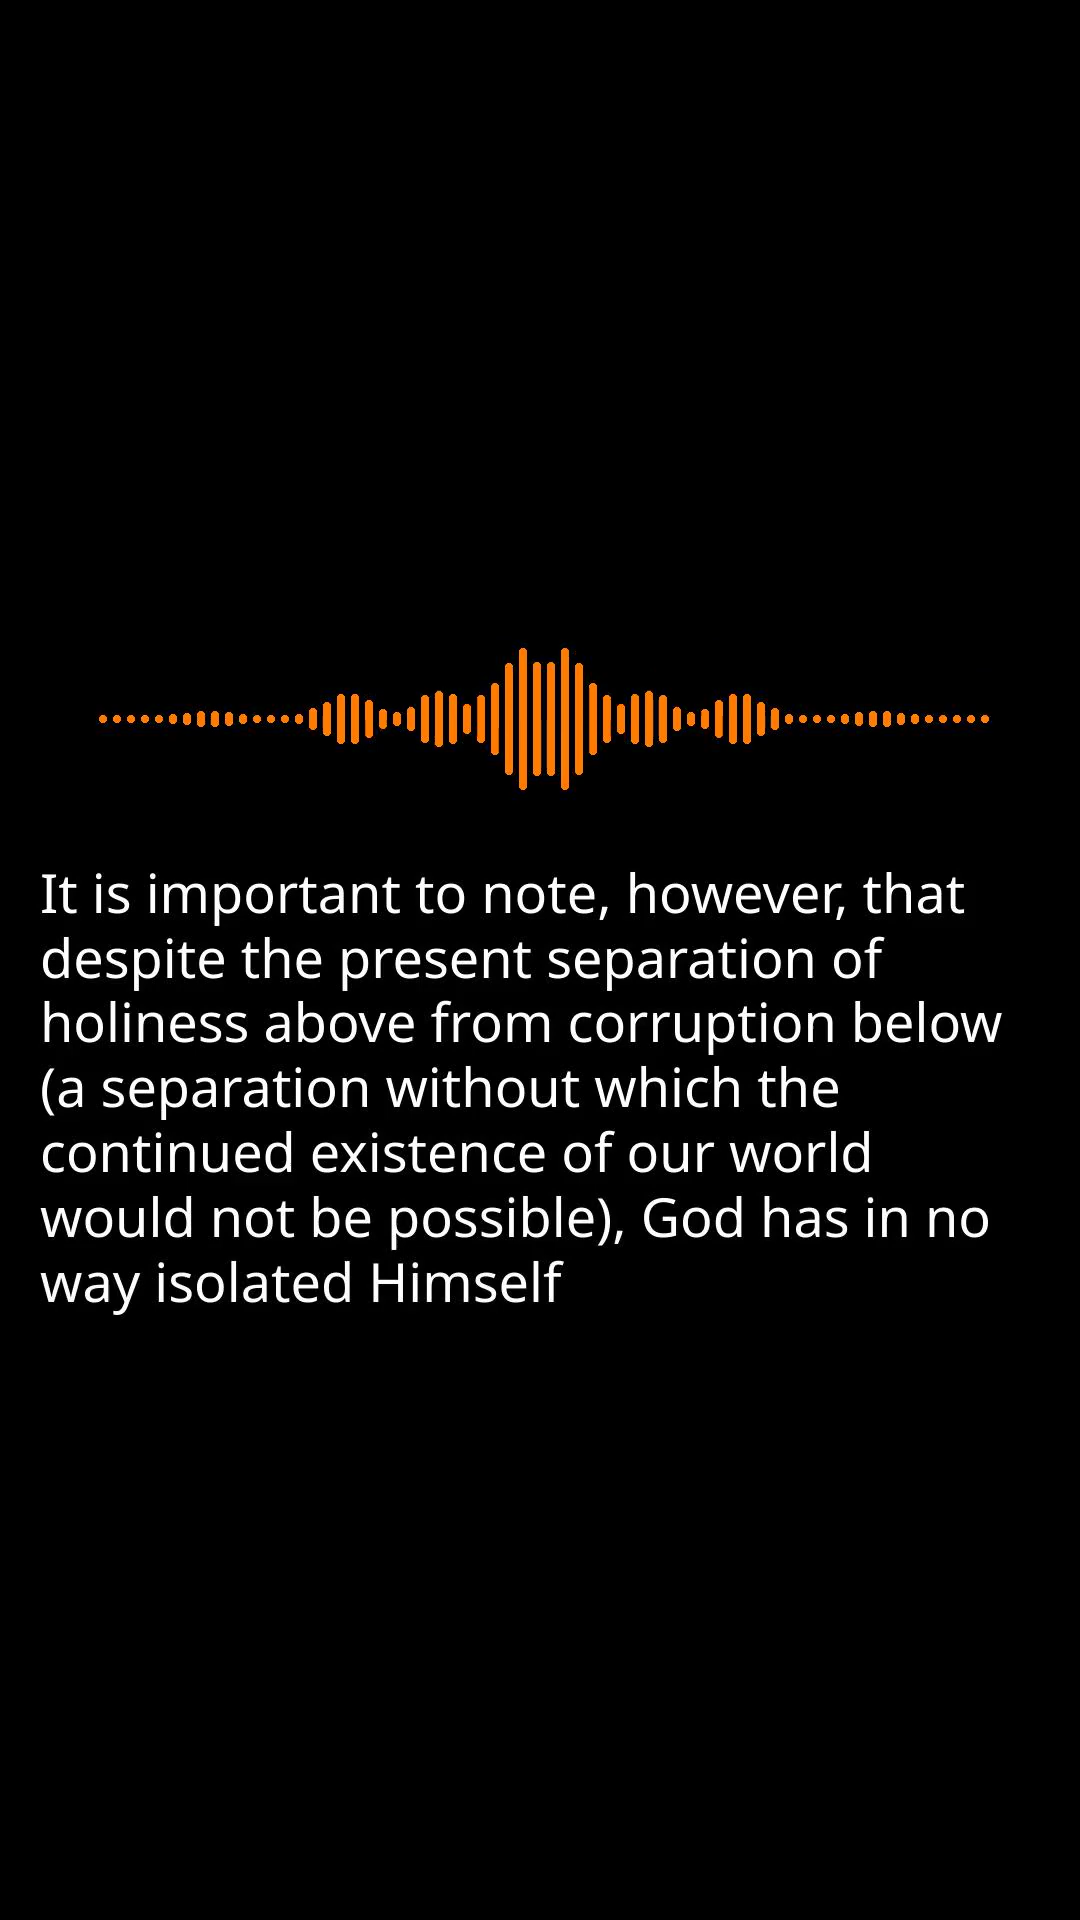 It is important to note, however, that
despite the present separation of
holiness above from corruption below
(a separation without which the
continued existence of our world
would not be possible), God has in no
way isolated Himself